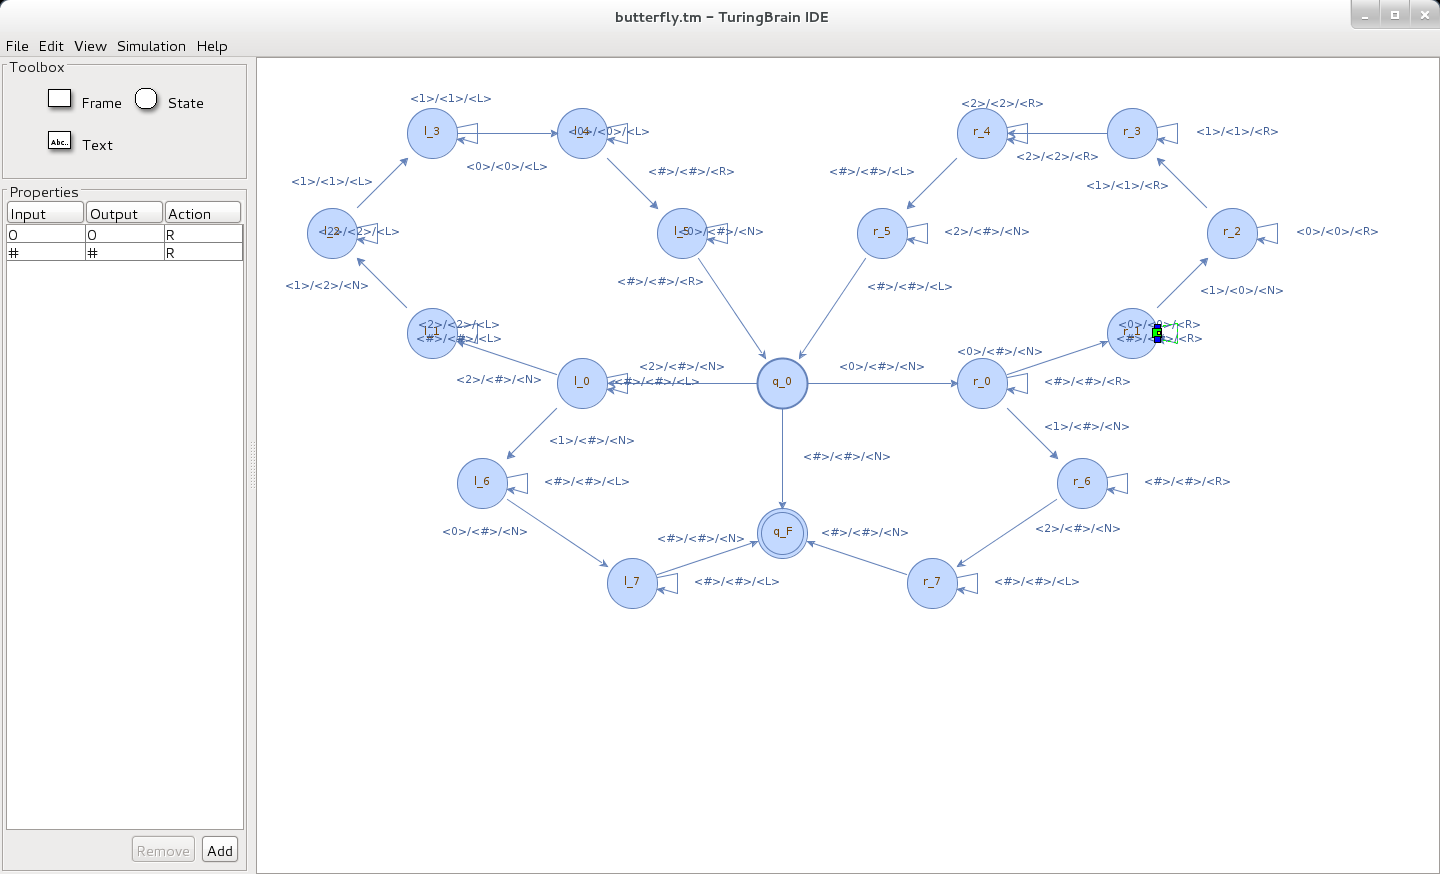 butterfly.tm – TuringBrain IDE
File Edit View Simulation Help
Toolbox
Frame
State
Abc..
Text
Properties
Input Output Action
0 0 R
# # R
Remove Add
<1>/<1>/<L>
l_3
<0>/<0>/<L>
l_4
<0>/<0>/<L>
<2>/<2>/<R>
r_4
<2>/<2>/<R>
r_3
<1>/<1>/<R>
<1>/<1>/<L>
<#>/<#>/<R>
<#>/<#>/<L>
<1>/<1>/<R>
l_2
<2>/<2>/<L>
l_5
<0>/<#>/<N>
r_5
<2>/<#>/<N>
r_2
<0>/<0>/<R>
<1>/<2>/<N>
<#>/<#>/<R>
<#>/<#>/<L>
<1>/<0>/<N>
l_1
<2>/<2>/<L>
<#>/<#>/<L>
r_1
<0>/<0>/<R>
<#>/<#>/<R>
<2>/<#>/<N>
l_0
<#>/<#>/<L>
<2>/<#>/<N>
q_0
<0>/<#>/<N>
r_0
<0>/<#>/<N>
<#>/<#>/<R>
<1>/<#>/<N>
<#>/<#>/<N>
<1>/<#>/<N>
l_6
<#>/<#>/<L>
r_6
<#>/<#>/<R>
<0>/<#>/<N>
<#>/<#>/<N>
q_F
<#>/<#>/<N>
<2>/<#>/<N>
l_7
<#>/<#>/<L>
r_7
<#>/<#>/<L>